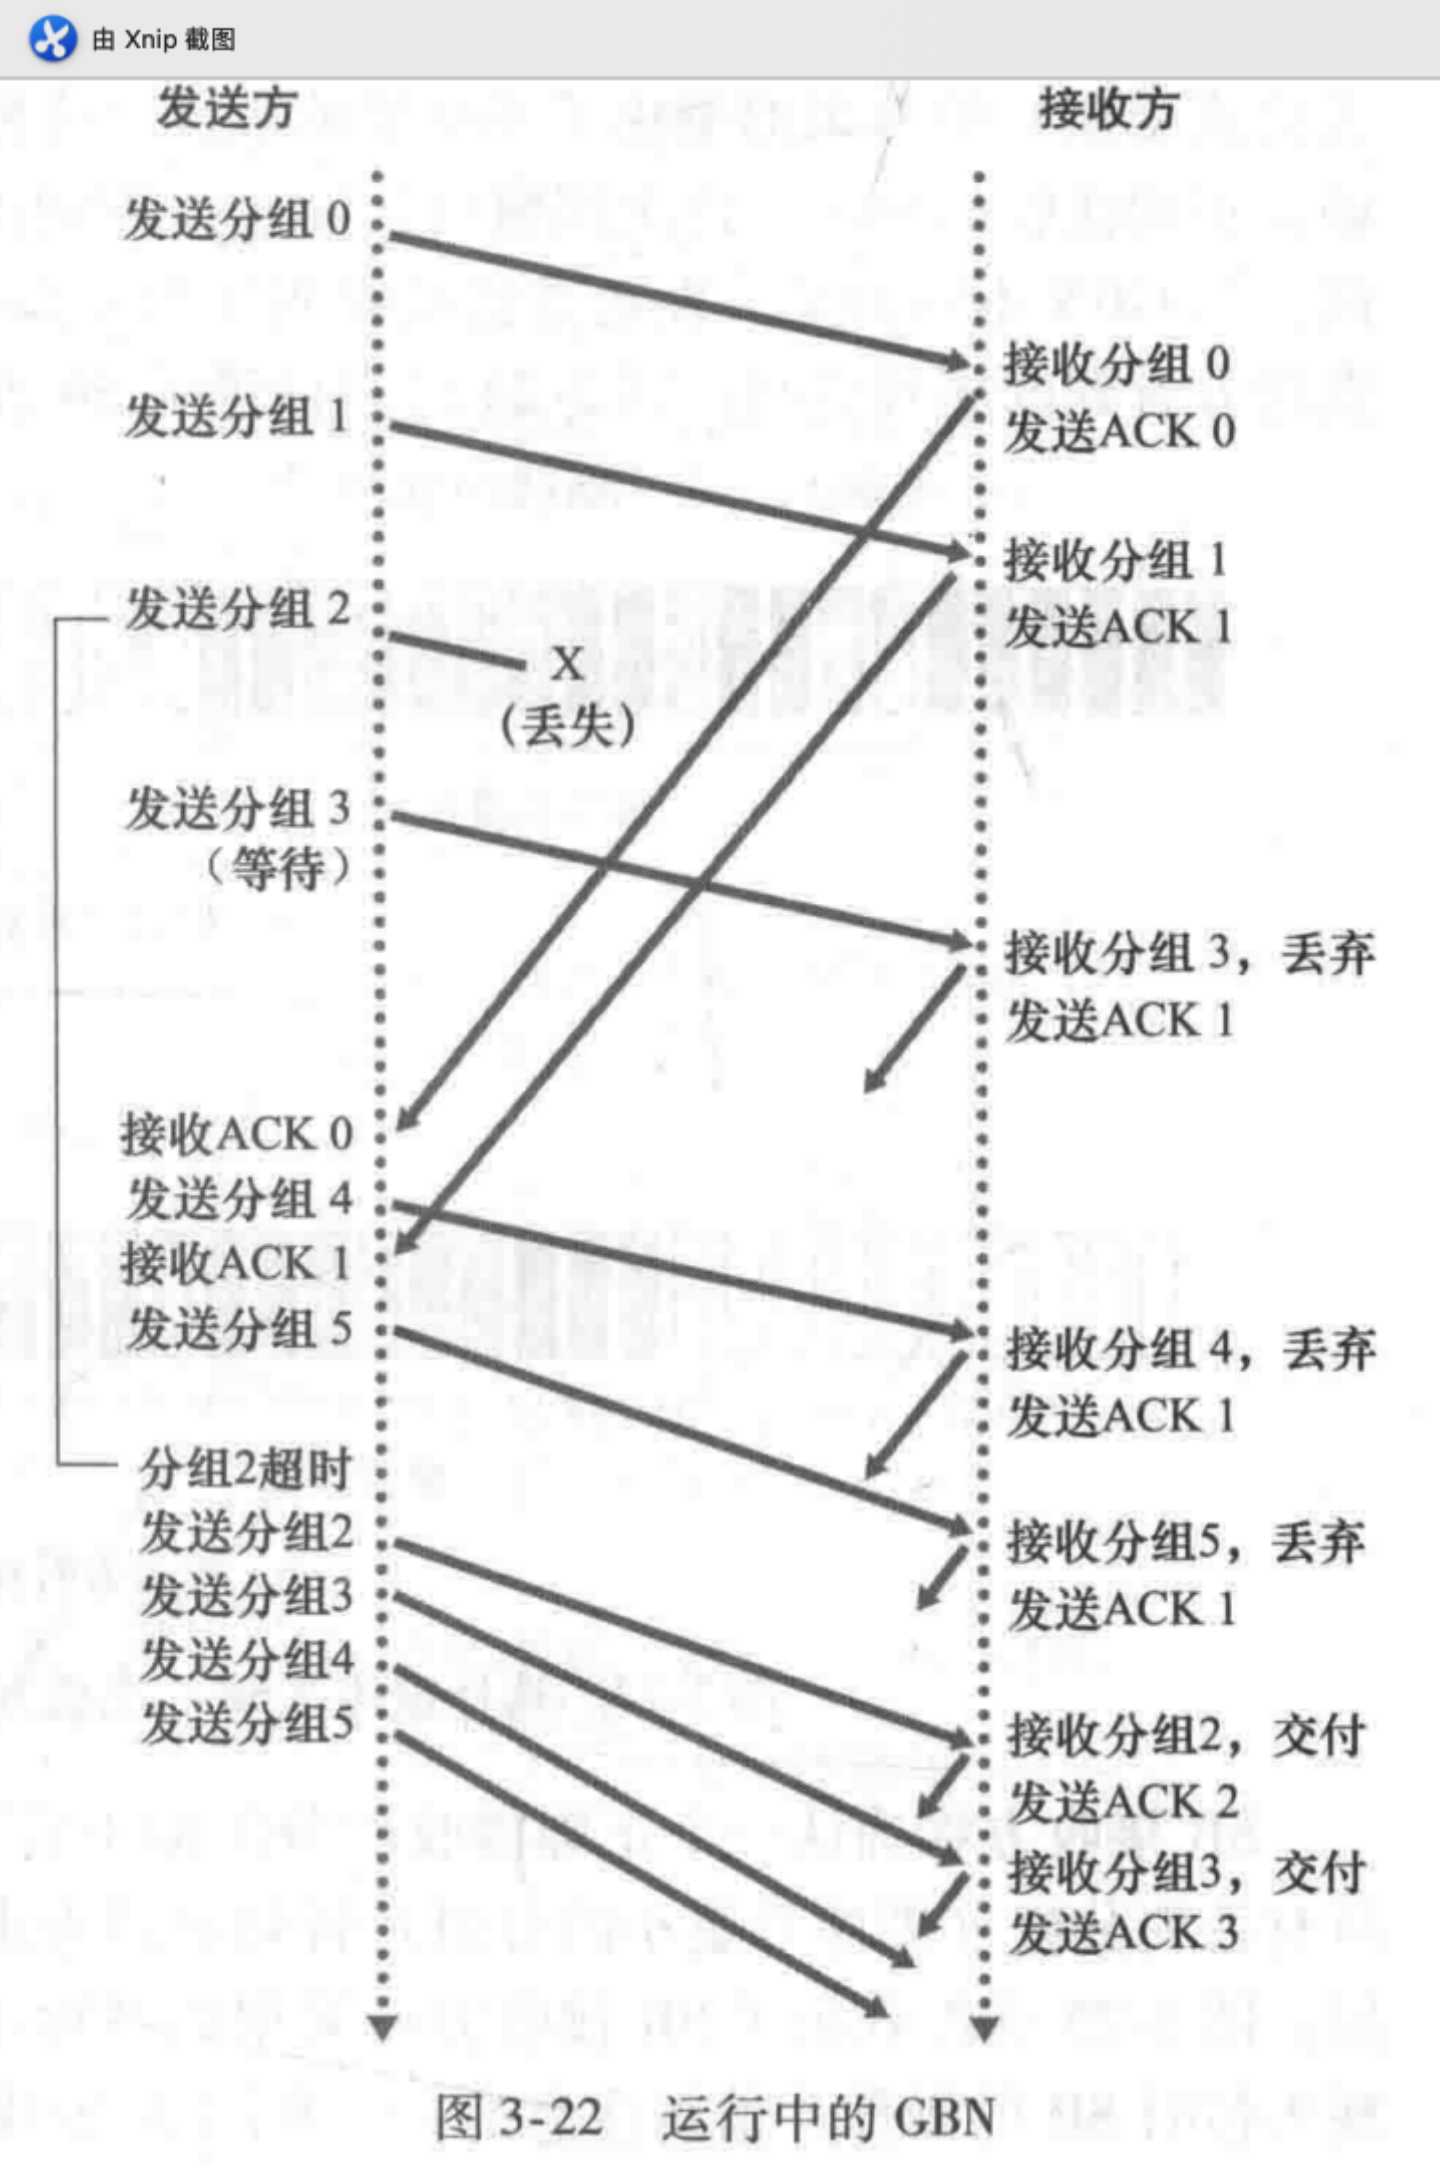 由 Xnip 截图
发送方
接收方
发送分组 0
接收分组 0
发送ACK 0
发送分组 1
接收分组 1
发送ACK 1
发送分组 2
X
(丢失)
发送分组 3
(等待)
接收分组 3，丢弃
发送ACK 1
接收ACK 0
发送分组 4
接收ACK 1
发送分组 5
接收分组 4，丢弃
发送ACK 1
分组2超时
发送分组2
发送分组3
发送分组4
发送分组5
接收分组5，丢弃
发送ACK 1
接收分组2，交付
发送ACK 2
接收分组3，交付
发送ACK 3
图 3-22 运行中的 GBN